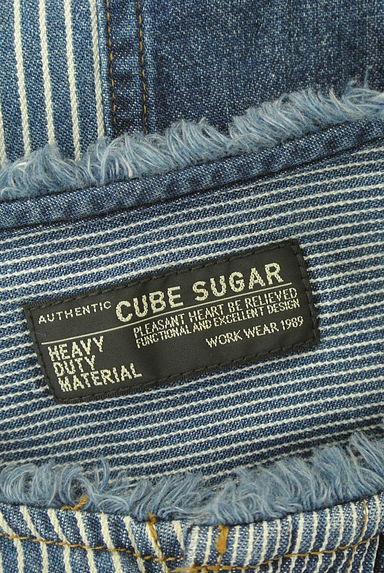 AUTHENTIC CUBE SUGAR
PLEASANT HEART BE RELIEVED
FUNCTIONAL AND EXCELLENT DESIGN
HEAVY
DUTY
MATERIAL
WORK WEAR 1989